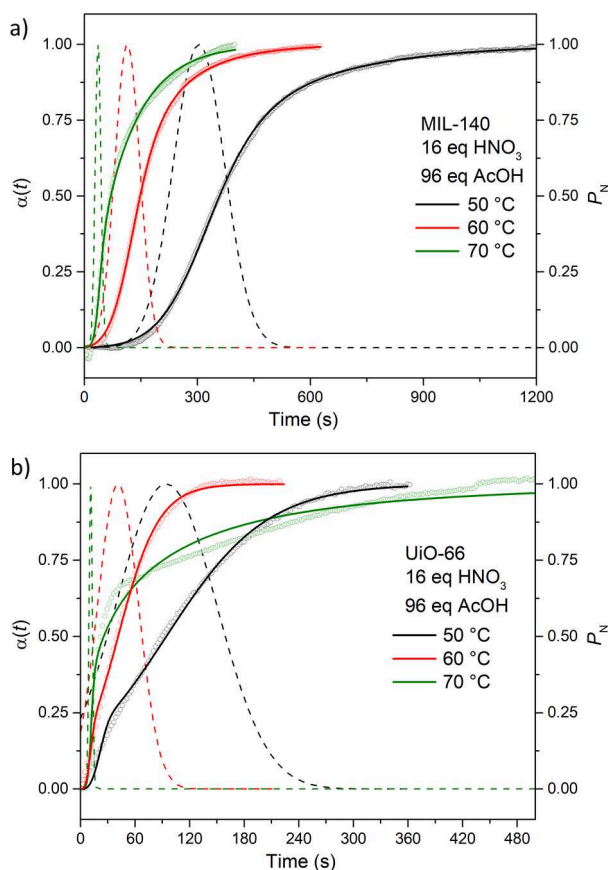 a)
1.00
0.75
0.50
0.25
0.00
α(t)
1.00
0.75
0.50
0.25
0.00
P_N
MIL-140
16 eq HNO₃
96 eq AcOH
50 °C
60 °C
70 °C
0 300 600 900 1200
Time (s)
b)
1.00
0.75
0.50
0.25
0.00
α(t)
1.00
0.75
0.50
0.25
0.00
P_N
UiO-66
16 eq HNO₃
96 eq AcOH
50 °C
60 °C
70 °C
0 60 120 180 240 300 360 420 480
Time (s)